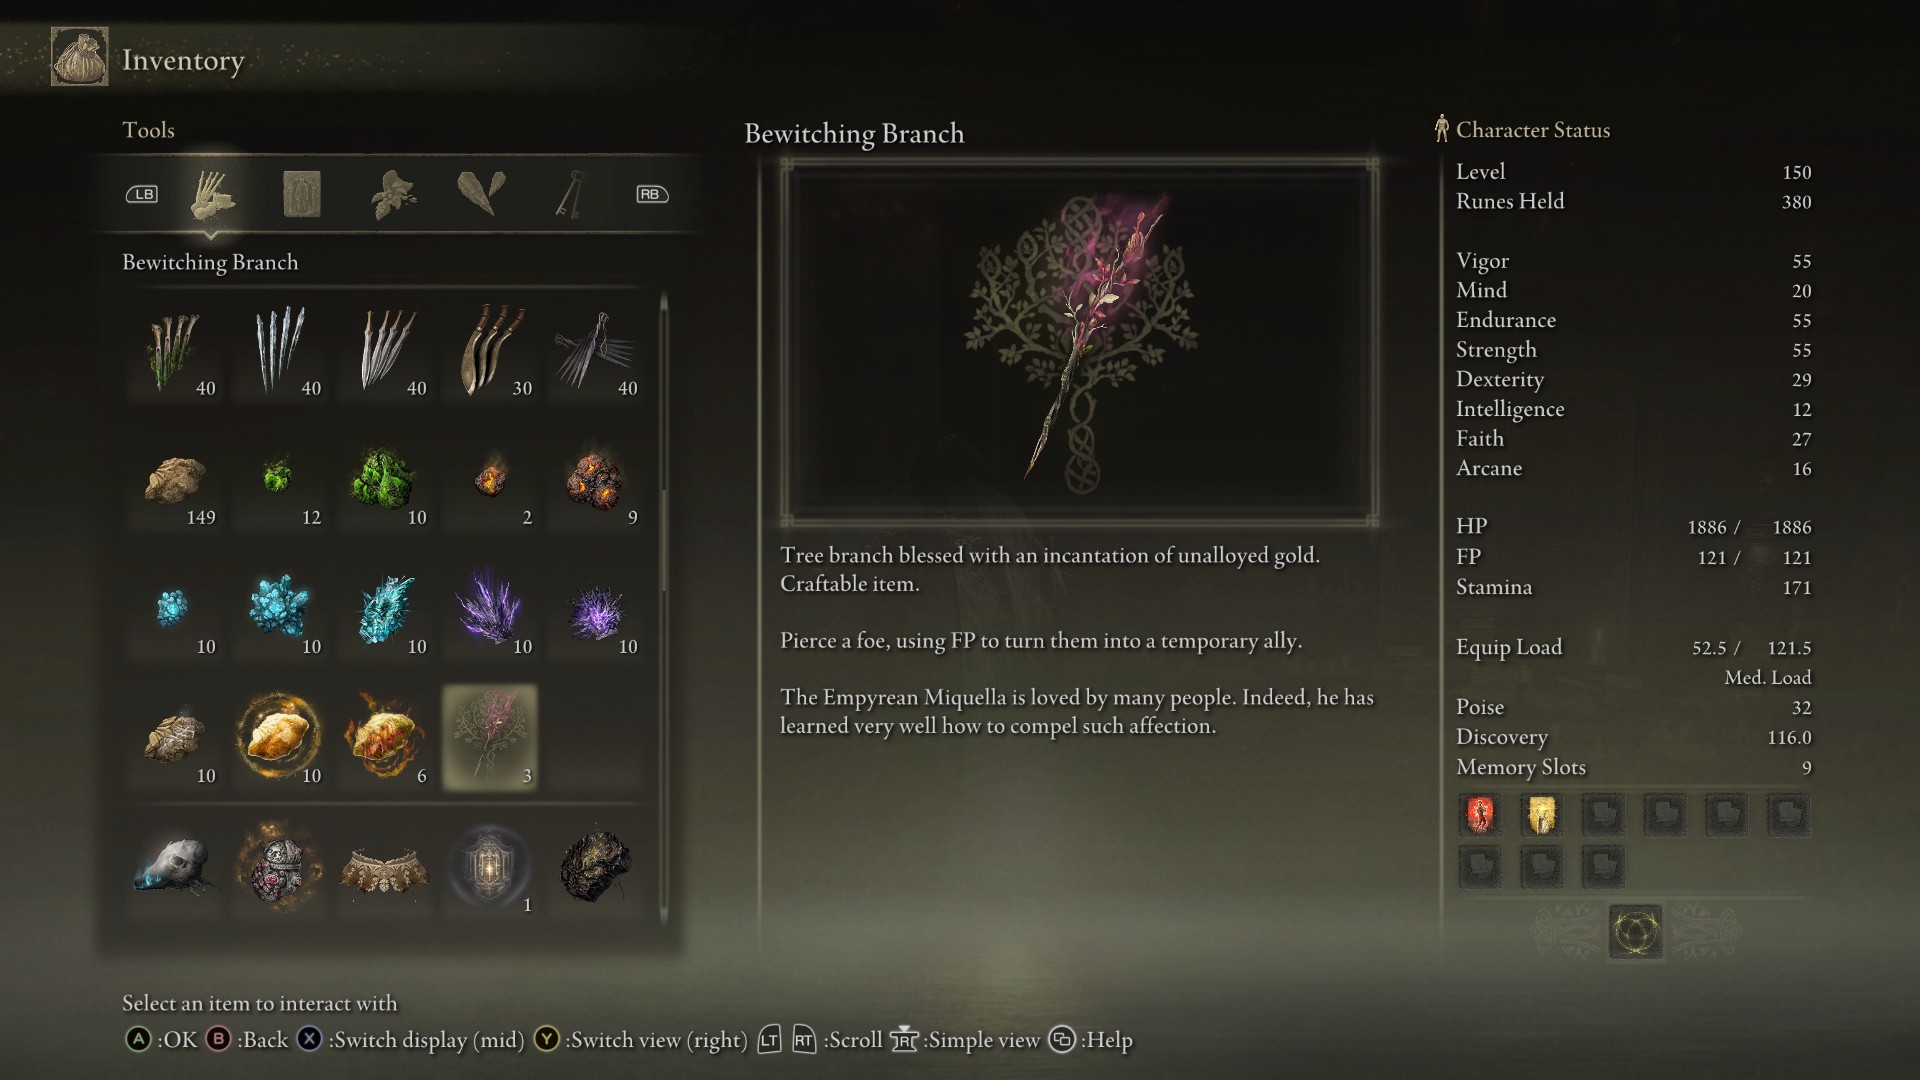 Inventory
Tools
LB
RB
Bewitching Branch
40 40 40 30 40
149 12 10 2 9
10 10 10 10 10
10 10 6 3
1
Bewitching Branch
Tree branch blessed with an incantation of unalloyed gold.
Craftable item.
Pierce a foe, using FP to turn them into a temporary ally.
The Empyrean Miquella is loved by many people. Indeed, he has
learned very well how to compel such affection.
Character Status
Level 150
Runes Held 380
Vigor 55
Mind 20
Endurance 55
Strength 55
Dexterity 29
Intelligence 12
Faith 27
Arcane 16
HP 1886 / 1886
FP 121 / 121
Stamina 171
Equip Load 52.5 / 121.5
Med. Load
Poise 32
Discovery 116.0
Memory Slots 9
Select an item to interact with
A :OK B :Back X :Switch display (mid) Y :Switch view (right) LT RT :Scroll R :Simple view :Help